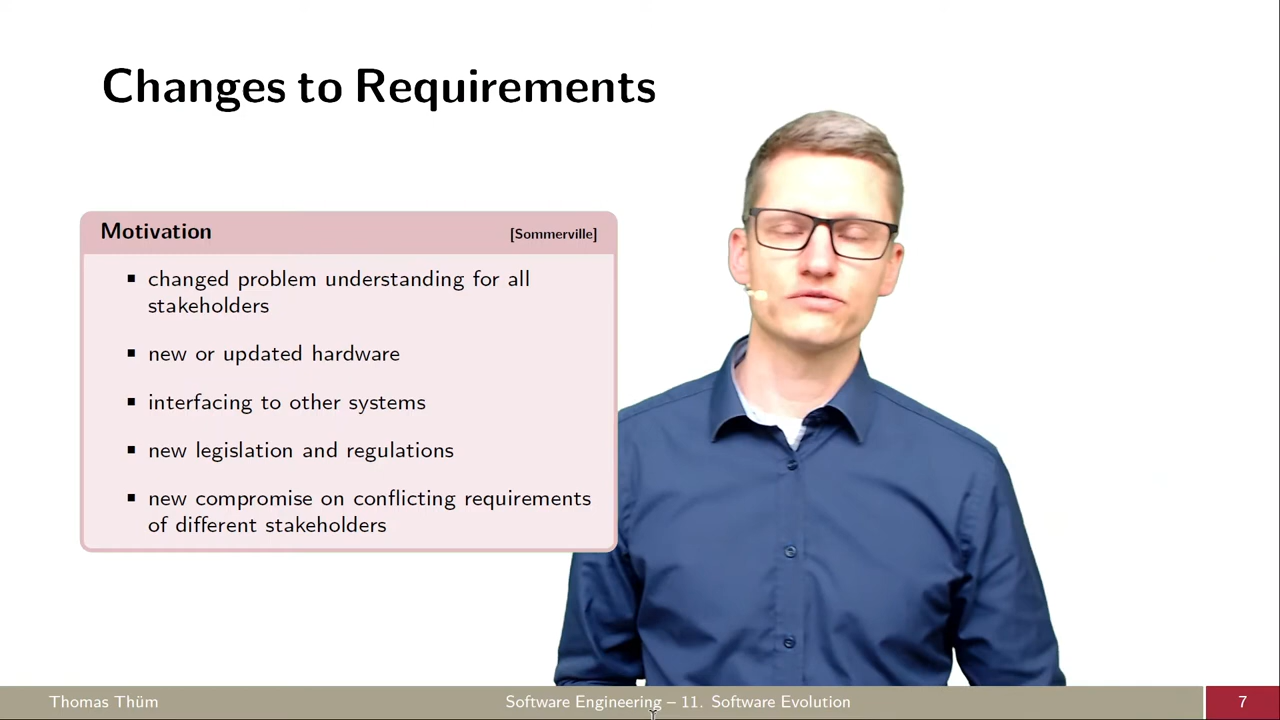 Changes to Requirements
Motivation
[Sommerville]
▪ changed problem understanding for all
stakeholders
▪ new or updated hardware
▪ interfacing to other systems
▪ new legislation and regulations
▪ new compromise on conflicting requirements
of different stakeholders
Thomas Thüm
Software Engineering – 11. Software Evolution
7